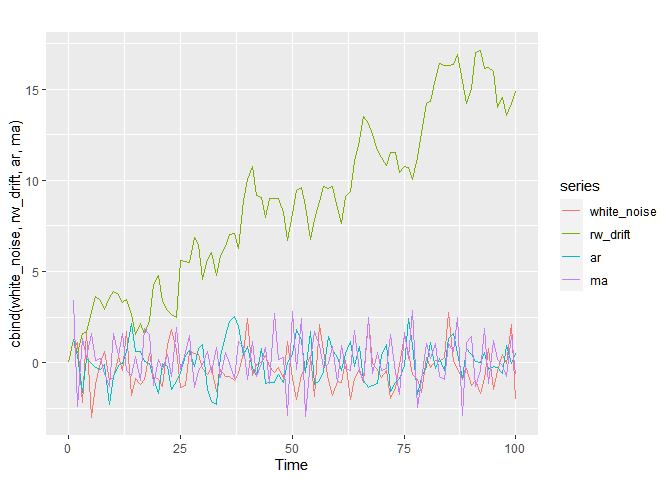 cbind(white_noise, rw_drift, ar, ma)
15
10
5
0
0
25
50
75
100
Time
series
white_noise
rw_drift
ar
ma